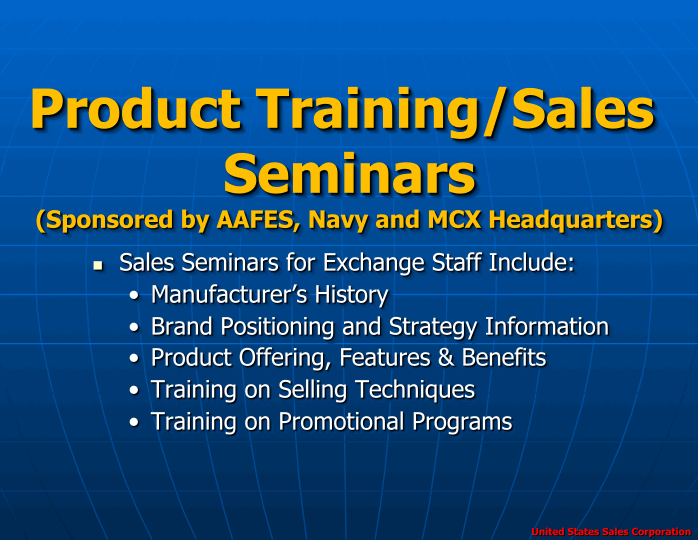 Product Training/Sales
Seminars
(Sponsored by AAFES, Navy and MCX Headquarters)
■ Sales Seminars for Exchange Staff Include:
• Manufacturer’s History
• Brand Positioning and Strategy Information
• Product Offering, Features & Benefits
• Training on Selling Techniques
• Training on Promotional Programs
United States Sales Corporation